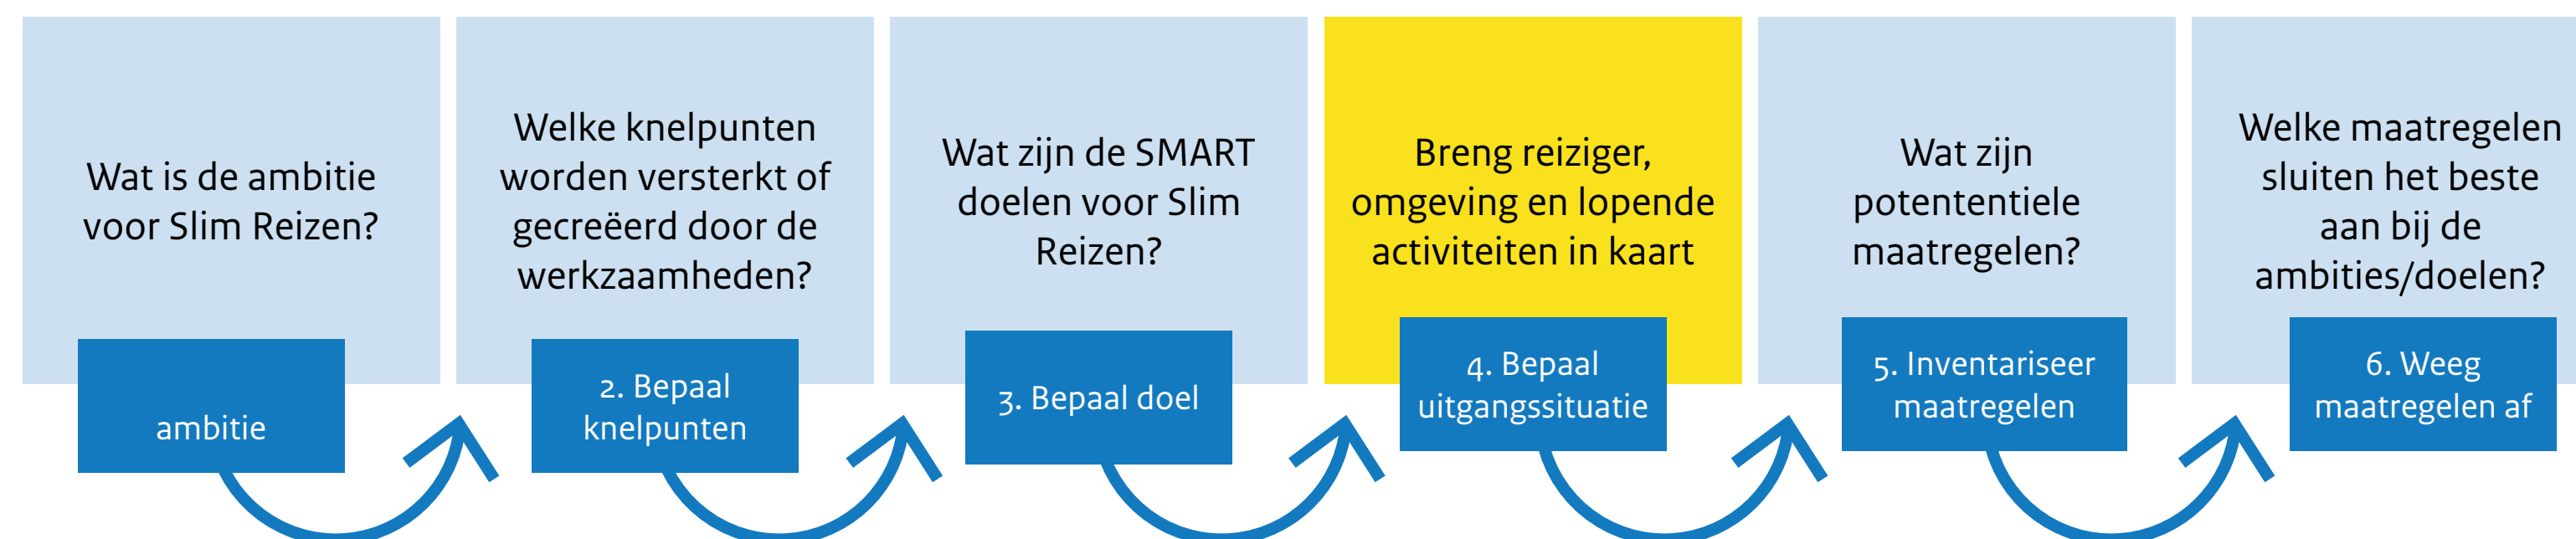 Wat is de ambitie
voor Slim Reizen?
ambitie
Welke knelpunten
worden versterkt of
gecreëerd door de
werkzaamheden?
2. Bepaal
knelpunten
Wat zijn de SMART
doelen voor Slim
Reizen?
3. Bepaal doel
Breng reiziger,
omgeving en lopende
activiteiten in kaart
4. Bepaal
uitgangssituatie
Wat zijn
potententiele
maatregelen?
5. Inventariseer
maatregelen
Welke maatregelen
sluiten het beste
aan bij de
ambities/doelen?
6. Weeg
maatregelen af